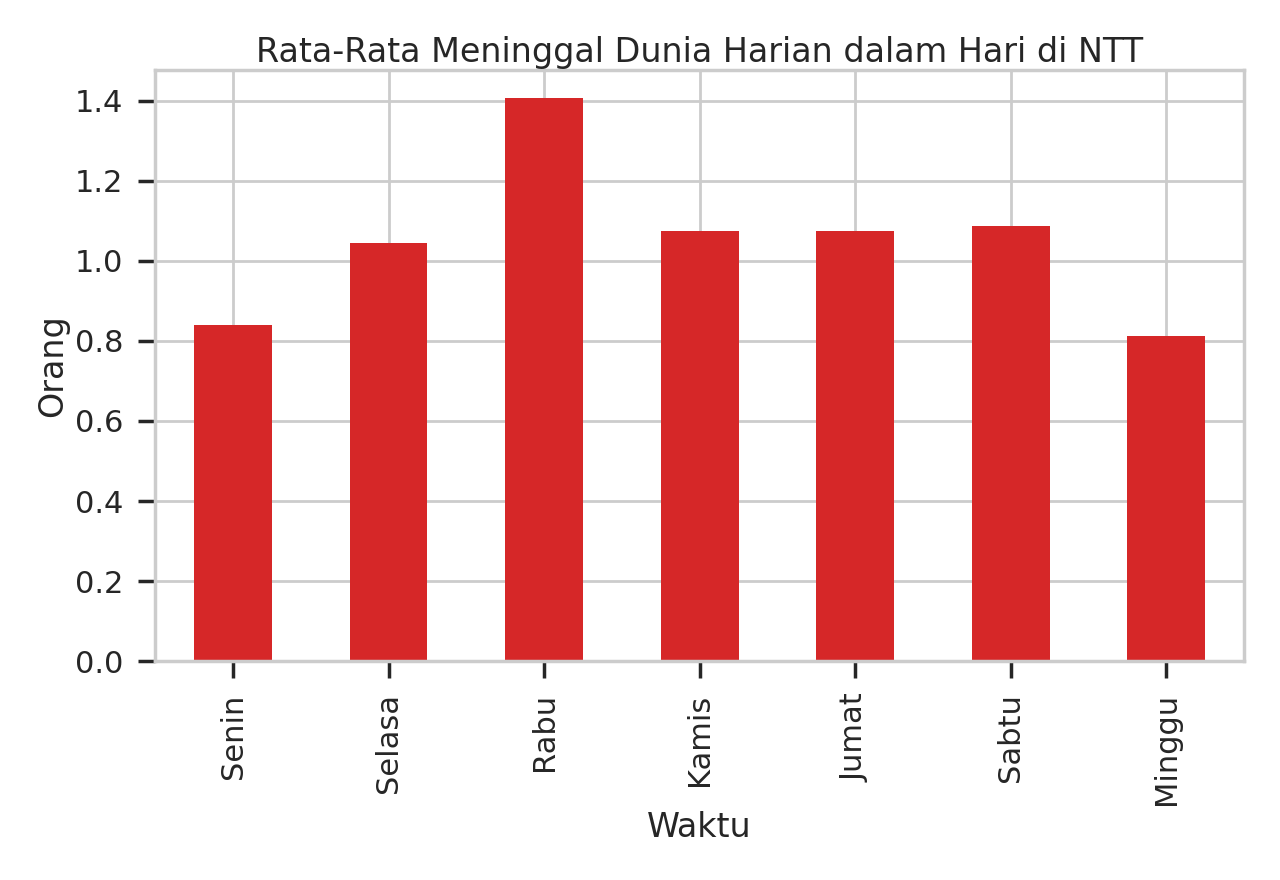 Rata-Rata Meninggal Dunia Harian dalam Hari di NTT
Orang
1.4
1.2
1.0
0.8
0.6
0.4
0.2
0.0
Senin
Selasa
Rabu
Kamis
Jumat
Sabtu
Minggu
Waktu